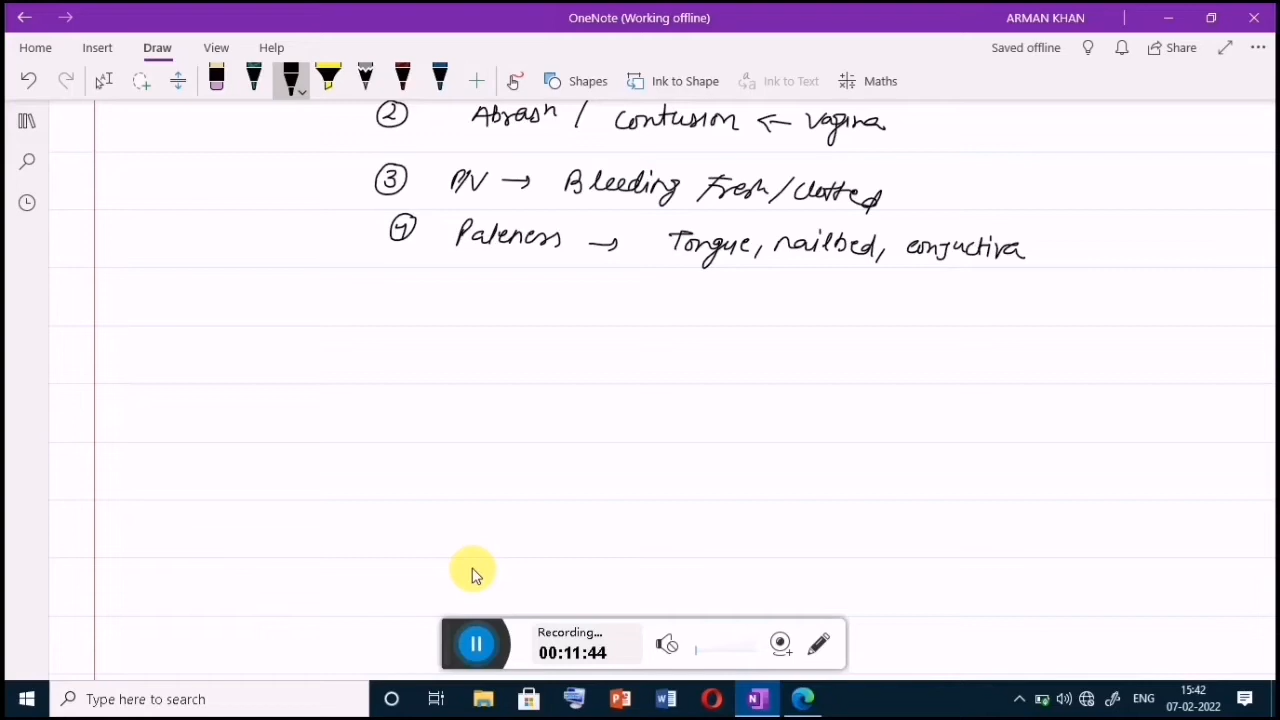 OneNote (Working offline)
ARMAN KHAN
Home Insert Draw View Help
Saved offline Share
Shapes Ink to Shape Ink to Text Maths
② Abrash / contusion ← vagina
③ P/V → Bleeding Fresh/clotted
④ Paleness → Tongue, nailbed, conjuctiva
Recording...
00:11:44
Type here to search
ENG
15:42
07-02-2022